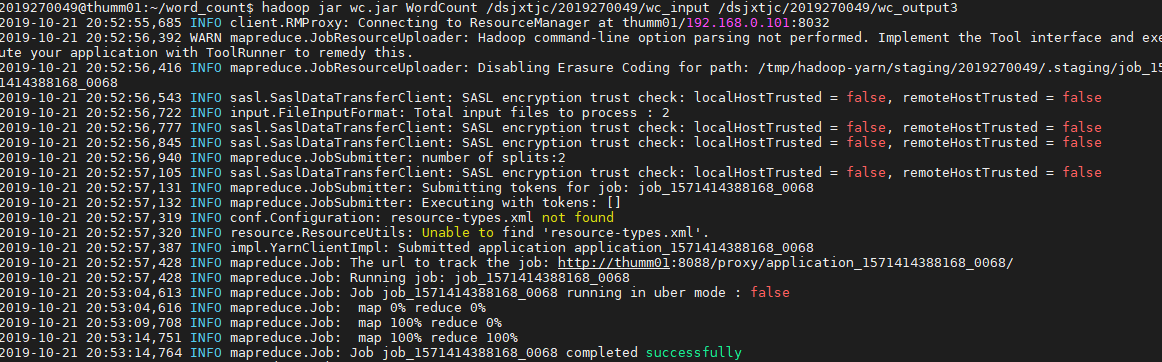 2019270049@thumm01:~/word_count$ hadoop jar wc.jar WordCount /dsjxtjc/2019270049/wc_input /dsjxtjc/2019270049/wc_output3
2019-10-21 20:52:55,685 INFO client.RMProxy: Connecting to ResourceManager at thumm01/192.168.0.101:8032
2019-10-21 20:52:56,392 WARN mapreduce.JobResourceUploader: Hadoop command-line option parsing not performed. Implement the Tool interface and exe
ute your application with ToolRunner to remedy this.
2019-10-21 20:52:56,416 INFO mapreduce.JobResourceUploader: Disabling Erasure Coding for path: /tmp/hadoop-yarn/staging/2019270049/.staging/job_15
1414388168_0068
2019-10-21 20:52:56,543 INFO sasl.SaslDataTransferClient: SASL encryption trust check: localHostTrusted = false, remoteHostTrusted = false
2019-10-21 20:52:56,722 INFO input.FileInputFormat: Total input files to process : 2
2019-10-21 20:52:56,777 INFO sasl.SaslDataTransferClient: SASL encryption trust check: localHostTrusted = false, remoteHostTrusted = false
2019-10-21 20:52:56,845 INFO sasl.SaslDataTransferClient: SASL encryption trust check: localHostTrusted = false, remoteHostTrusted = false
2019-10-21 20:52:56,940 INFO mapreduce.JobSubmitter: number of splits:2
2019-10-21 20:52:57,105 INFO sasl.SaslDataTransferClient: SASL encryption trust check: localHostTrusted = false, remoteHostTrusted = false
2019-10-21 20:52:57,131 INFO mapreduce.JobSubmitter: Submitting tokens for job: job_1571414388168_0068
2019-10-21 20:52:57,132 INFO mapreduce.JobSubmitter: Executing with tokens: []
2019-10-21 20:52:57,319 INFO conf.Configuration: resource-types.xml not found
2019-10-21 20:52:57,320 INFO resource.ResourceUtils: Unable to find 'resource-types.xml'.
2019-10-21 20:52:57,387 INFO impl.YarnClientImpl: Submitted application application_1571414388168_0068
2019-10-21 20:52:57,428 INFO mapreduce.Job: The url to track the job: http://thumm01:8088/proxy/application_1571414388168_0068/
2019-10-21 20:52:57,428 INFO mapreduce.Job: Running job: job_1571414388168_0068
2019-10-21 20:53:04,613 INFO mapreduce.Job: Job job_1571414388168_0068 running in uber mode : false
2019-10-21 20:53:04,616 INFO mapreduce.Job:  map 0% reduce 0%
2019-10-21 20:53:09,708 INFO mapreduce.Job:  map 100% reduce 0%
2019-10-21 20:53:14,751 INFO mapreduce.Job:  map 100% reduce 100%
2019-10-21 20:53:14,764 INFO mapreduce.Job: Job job_1571414388168_0068 completed successfully